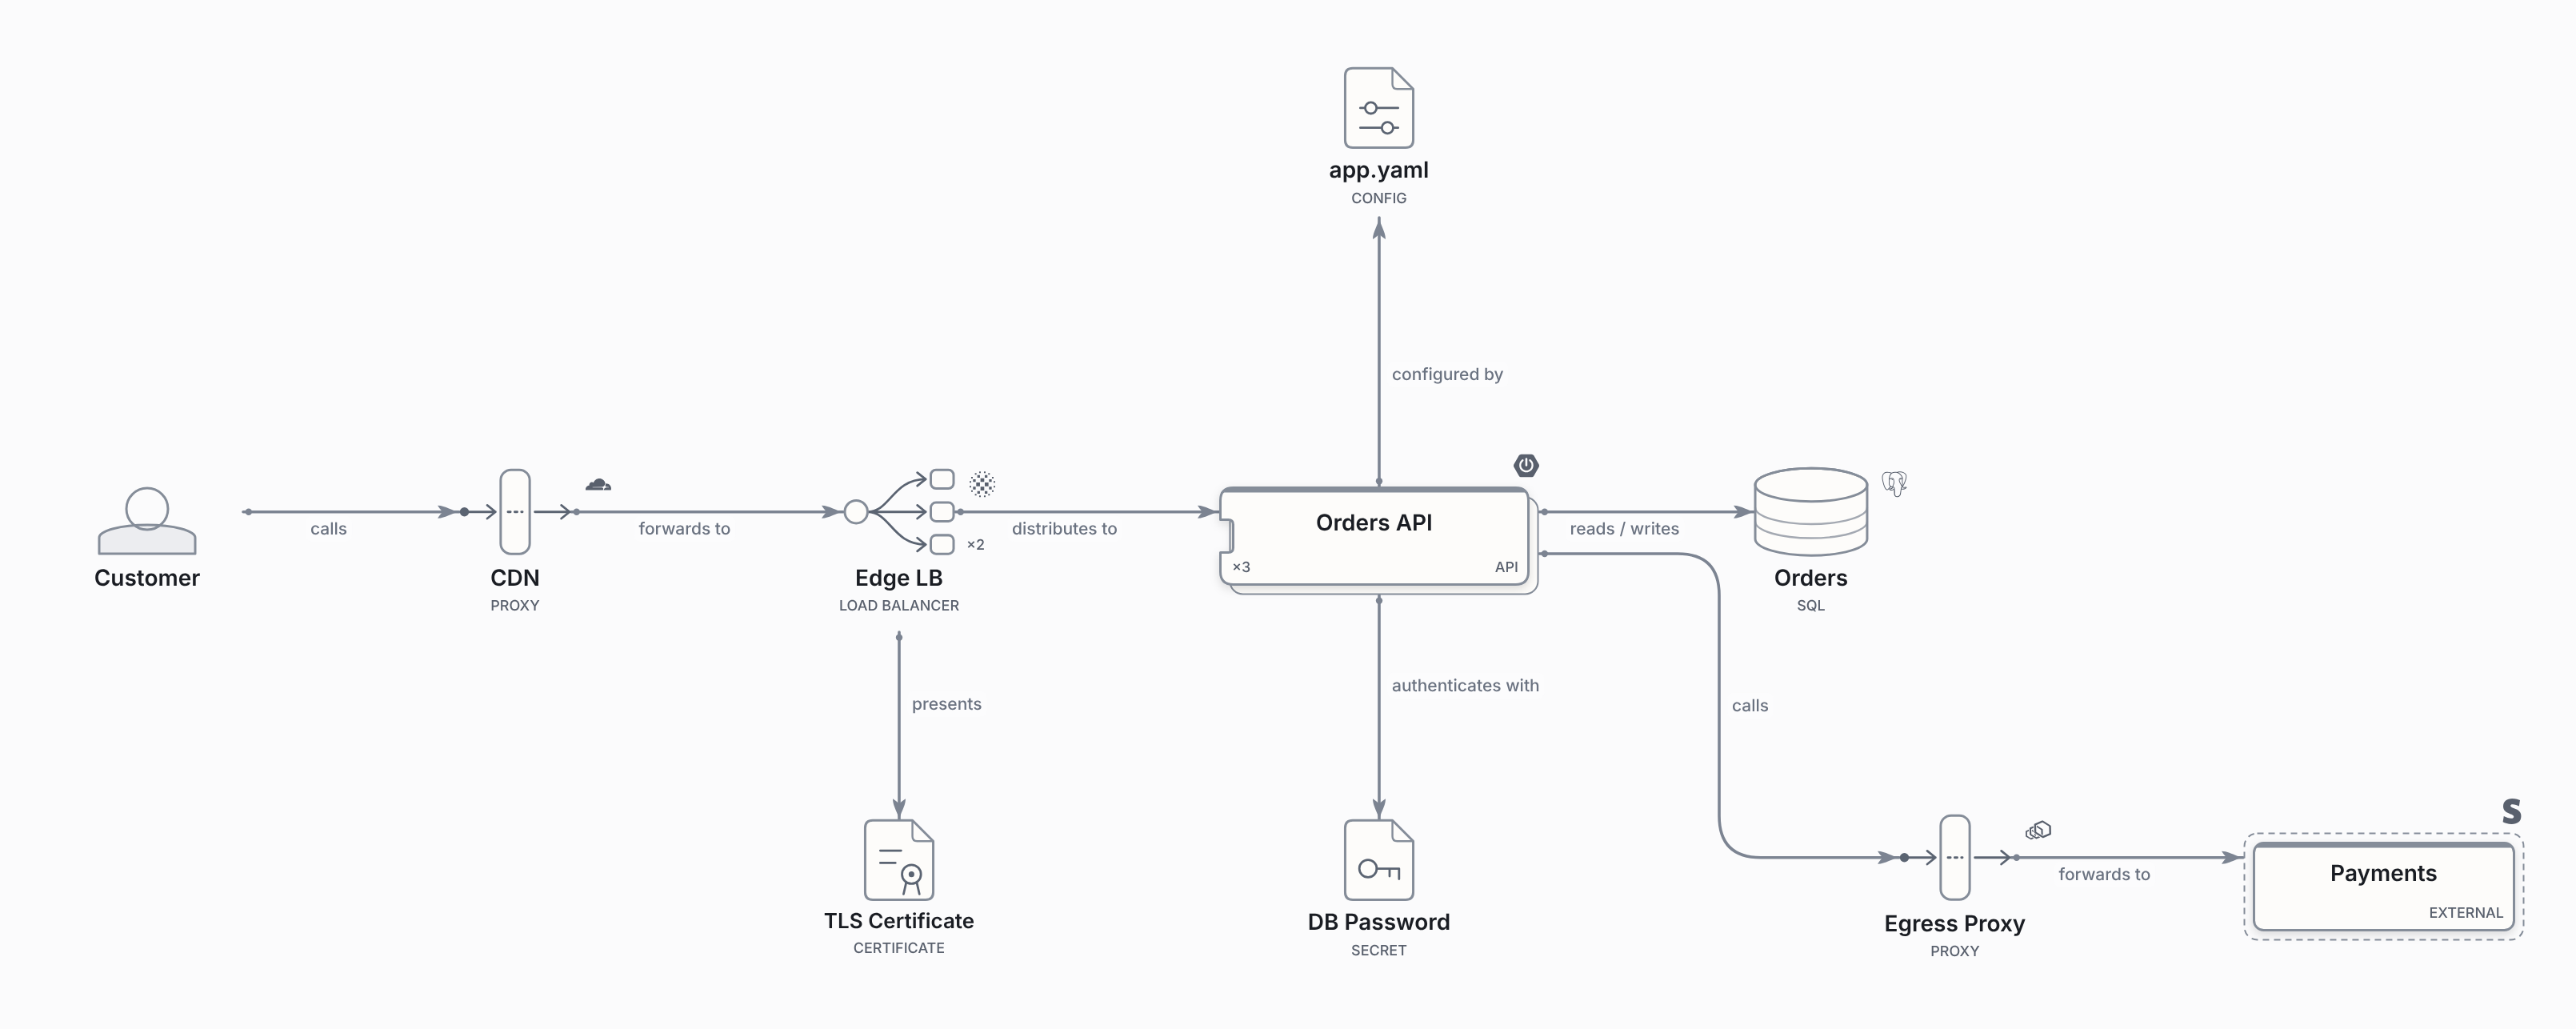 app.yaml
CONFIG
configured by
Customer
calls
CDN
PROXY
forwards to
Edge LB
LOAD BALANCER
×2
distributes to
Orders API
×3
API
reads / writes
Orders
SQL
presents
authenticates with
calls
TLS Certificate
CERTIFICATE
DB Password
SECRET
Egress Proxy
PROXY
forwards to
S
Payments
EXTERNAL